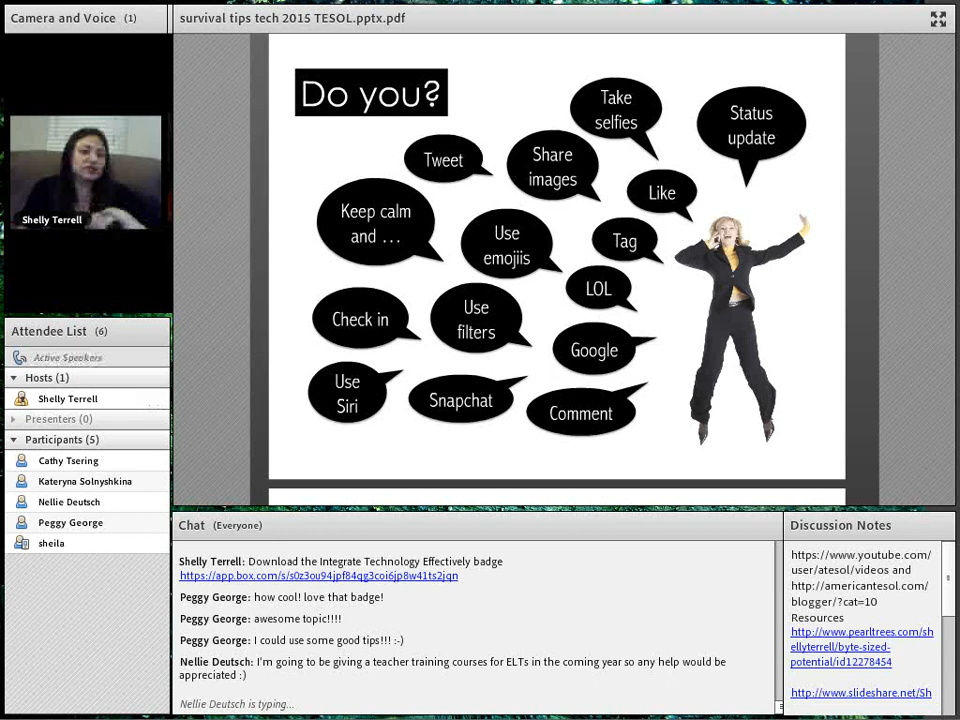 Camera and Voice (1)
survival tips tech 2015 TESOL.pptx.pdf
Shelly Terrell
Do you?
Take
selfies
Status
update
Tweet
Share
images
Like
Keep calm
and ...
Use
emojiis
Tag
LOL
Check in
Use
filters
Google
Use
Siri
Snapchat
Comment
Attendee List (6)
Active Speakers
Hosts (1)
Shelly Terrell
Presenters (0)
Participants (5)
Cathy Tsering
Kateryna Solnyshkina
Nellie Deutsch
Peggy George
sheila
Chat (Everyone)
Shelly Terrell: Download the Integrate Technology Effectively badge
https://app.box.com/s/s0z3ou94jpf84qg3coi6jp8w41ts2jqn
Peggy George: how cool! love that badge!
Peggy George: awesome topic!!!!
Peggy George: I could use some good tips!!! :-)
Nellie Deutsch: I'm going to be giving a teacher training courses for ELTs in the coming year so any help would be
appreciated :)
Nellie Deutsch is typing...
Discussion Notes
https://www.youtube.com/
user/atesol/videos and
http://americantesol.com/
blogger/?cat=10
Resources
http://www.pearltrees.com/sh
ellyterrell/byte-sized-
potential/id12278454
http://www.slideshare.net/Sh